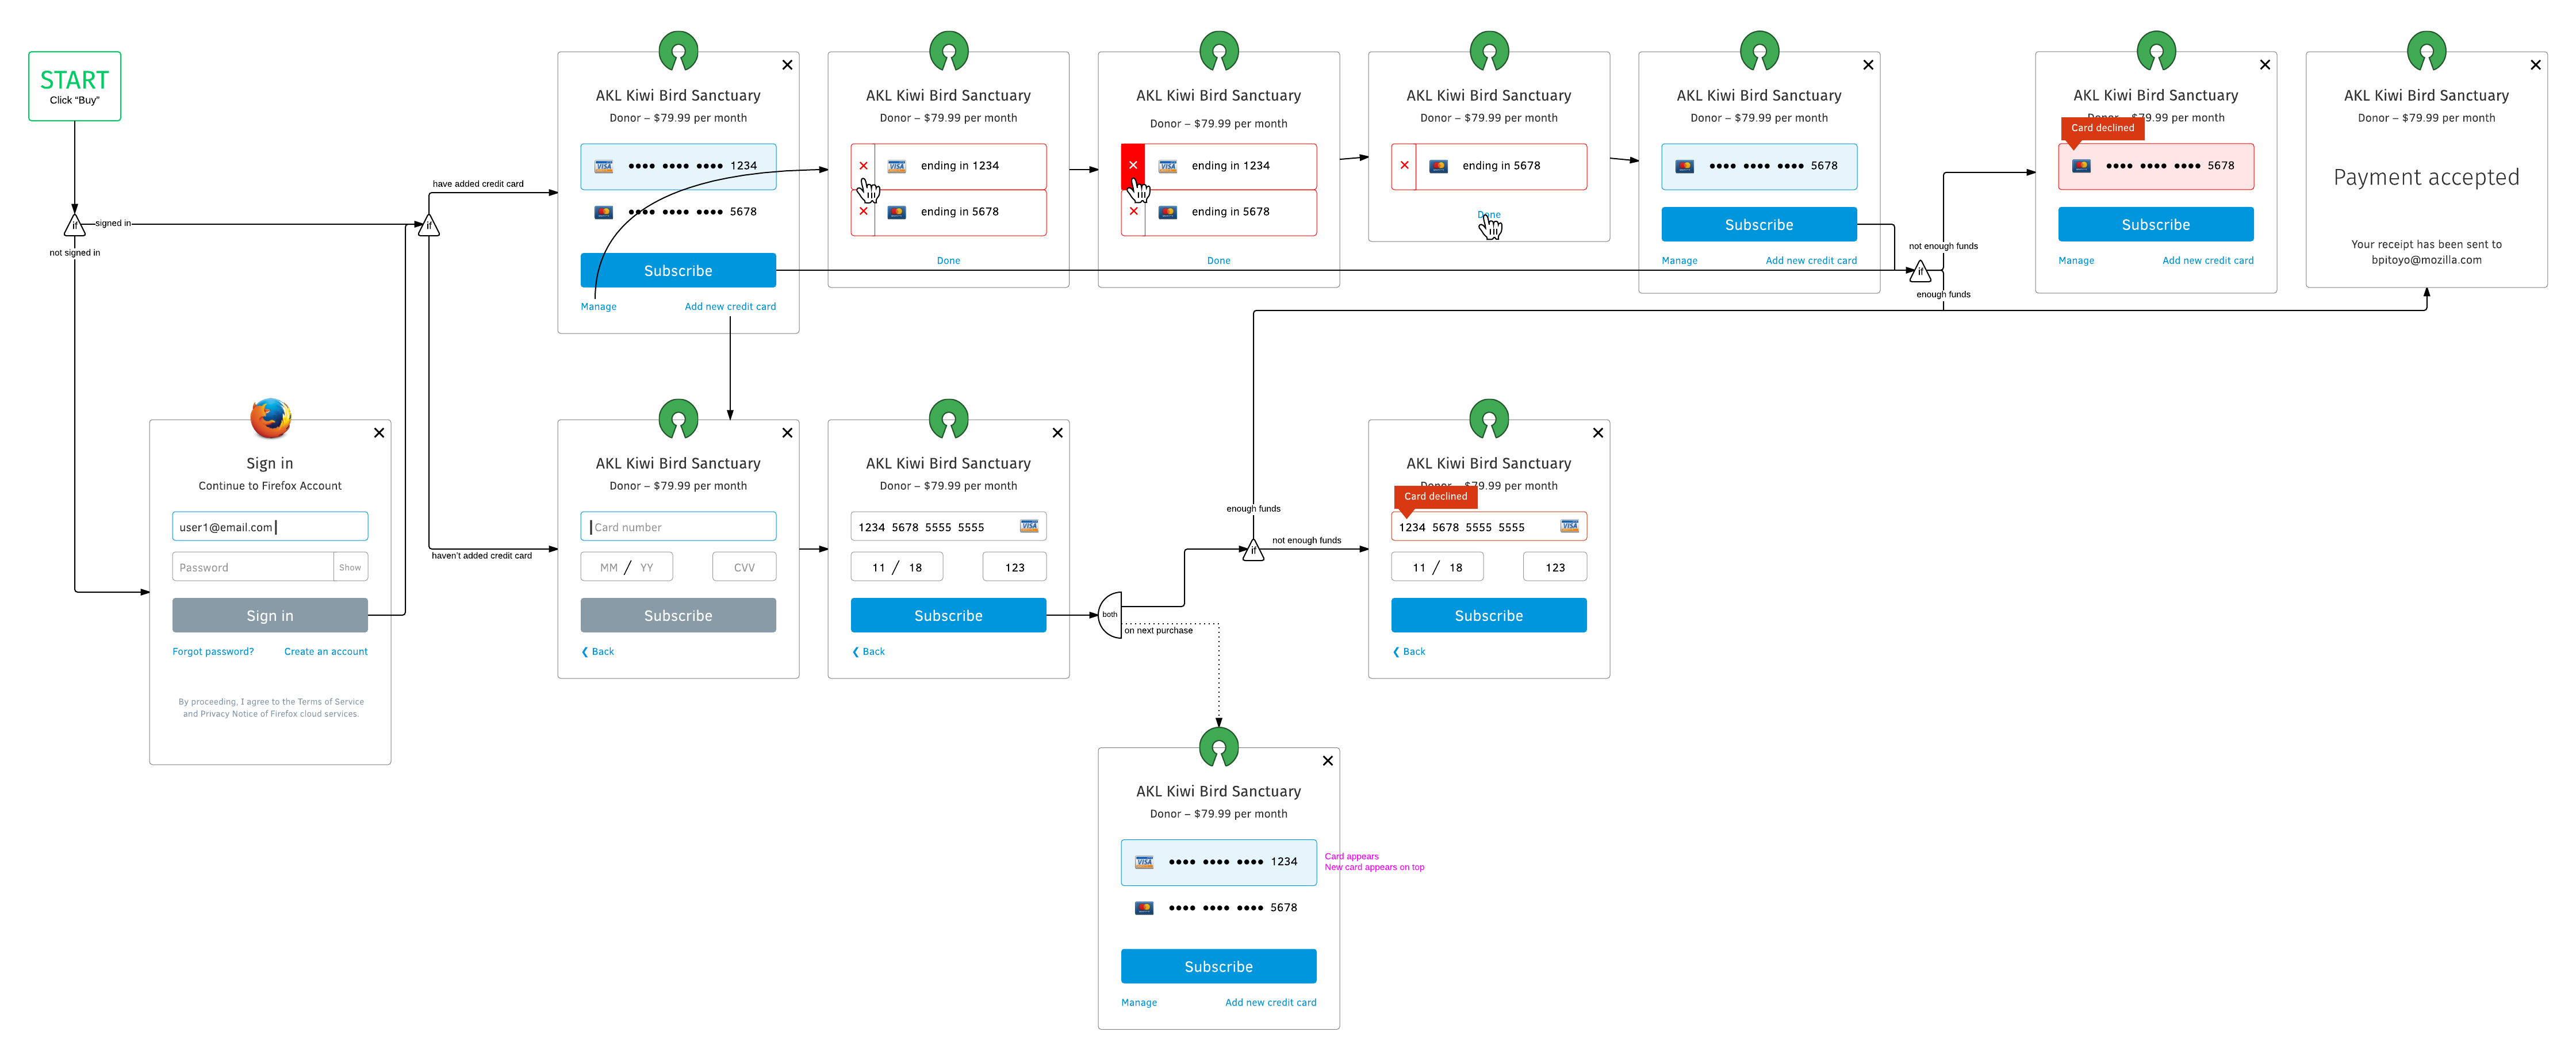 START
Click “Buy”
if
signed in
not signed in
if
have added credit card
haven't added credit card
Sign in
Continue to Firefox Account
user1@email.com
Password
Show
Sign in
Forgot password?
Create an account
By proceeding, I agree to the Terms of Service
and Privacy Notice of Firefox cloud services.
AKL Kiwi Bird Sanctuary
Donor – $79.99 per month
VISA •••• •••• •••• 1234
•••• •••• •••• 5678
Subscribe
Manage
Add new credit card
AKL Kiwi Bird Sanctuary
Donor – $79.99 per month
VISA ending in 1234
ending in 5678
Done
AKL Kiwi Bird Sanctuary
Donor – $79.99 per month
VISA ending in 1234
ending in 5678
Done
AKL Kiwi Bird Sanctuary
Donor – $79.99 per month
ending in 5678
Done
AKL Kiwi Bird Sanctuary
Donor – $79.99 per month
•••• •••• •••• 5678
Subscribe
Manage
Add new credit card
if
not enough funds
enough funds
AKL Kiwi Bird Sanctuary
Donor – $79.99 per month
Card declined
•••• •••• •••• 5678
Subscribe
Manage
Add new credit card
AKL Kiwi Bird Sanctuary
Donor – $79.99 per month
Payment accepted
Your receipt has been sent to
bpitoyo@mozilla.com
AKL Kiwi Bird Sanctuary
Donor – $79.99 per month
Card number
MM / YY
CVV
Subscribe
❮ Back
AKL Kiwi Bird Sanctuary
Donor – $79.99 per month
1234 5678 5555 5555 VISA
11 / 18
123
Subscribe
❮ Back
both
on next purchase
enough funds
if
not enough funds
AKL Kiwi Bird Sanctuary
Donor – $79.99 per month
Card declined
1234 5678 5555 5555 VISA
11 / 18
123
Subscribe
❮ Back
AKL Kiwi Bird Sanctuary
Donor – $79.99 per month
VISA •••• •••• •••• 1234
•••• •••• •••• 5678
Card appears
New card appears on top
Subscribe
Manage
Add new credit card